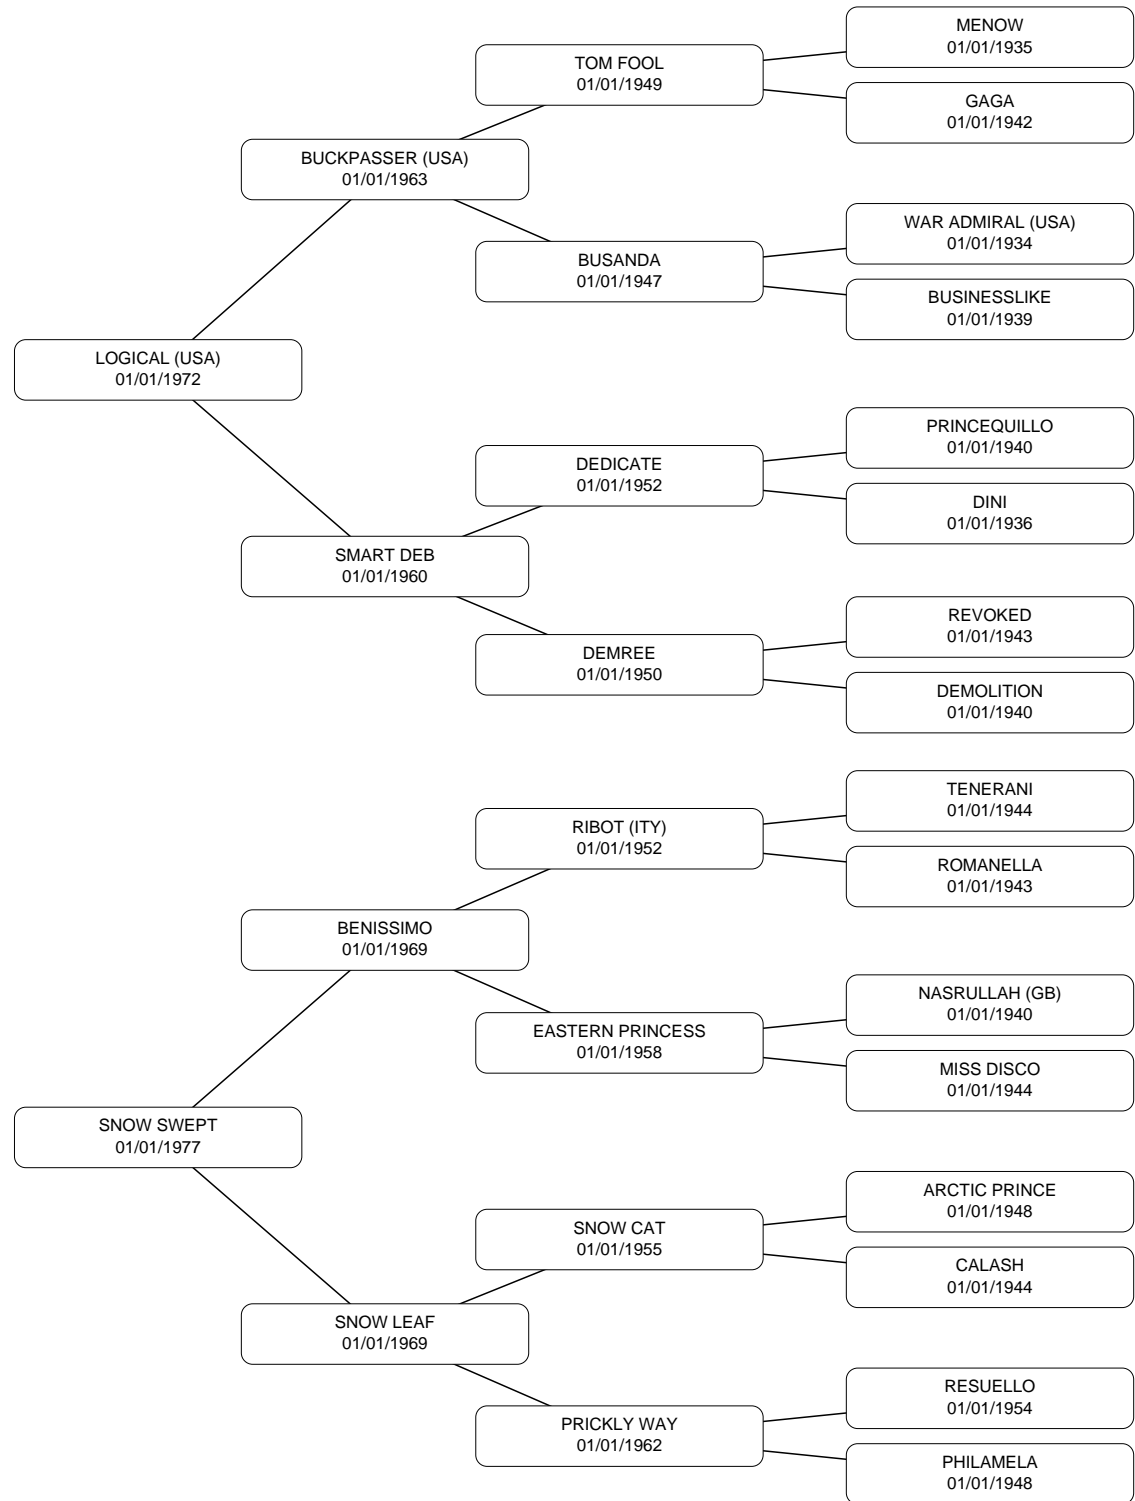 MENOW
01/01/1935
TOM FOOL
01/01/1949
GAGA
01/01/1942
BUCKPASSER (USA)
01/01/1963
WAR ADMIRAL (USA)
01/01/1934
BUSANDA
01/01/1947
BUSINESSLIKE
01/01/1939
LOGICAL (USA)
01/01/1972
PRINCEQUILLO
01/01/1940
DEDICATE
01/01/1952
DINI
01/01/1936
SMART DEB
01/01/1960
REVOKED
01/01/1943
DEMREE
01/01/1950
DEMOLITION
01/01/1940
TENERANI
01/01/1944
RIBOT (ITY)
01/01/1952
ROMANELLA
01/01/1943
BENISSIMO
01/01/1969
NASRULLAH (GB)
01/01/1940
EASTERN PRINCESS
01/01/1958
MISS DISCO
01/01/1944
SNOW SWEPT
01/01/1977
ARCTIC PRINCE
01/01/1948
SNOW CAT
01/01/1955
CALASH
01/01/1944
SNOW LEAF
01/01/1969
RESUELLO
01/01/1954
PRICKLY WAY
01/01/1962
PHILAMELA
01/01/1948